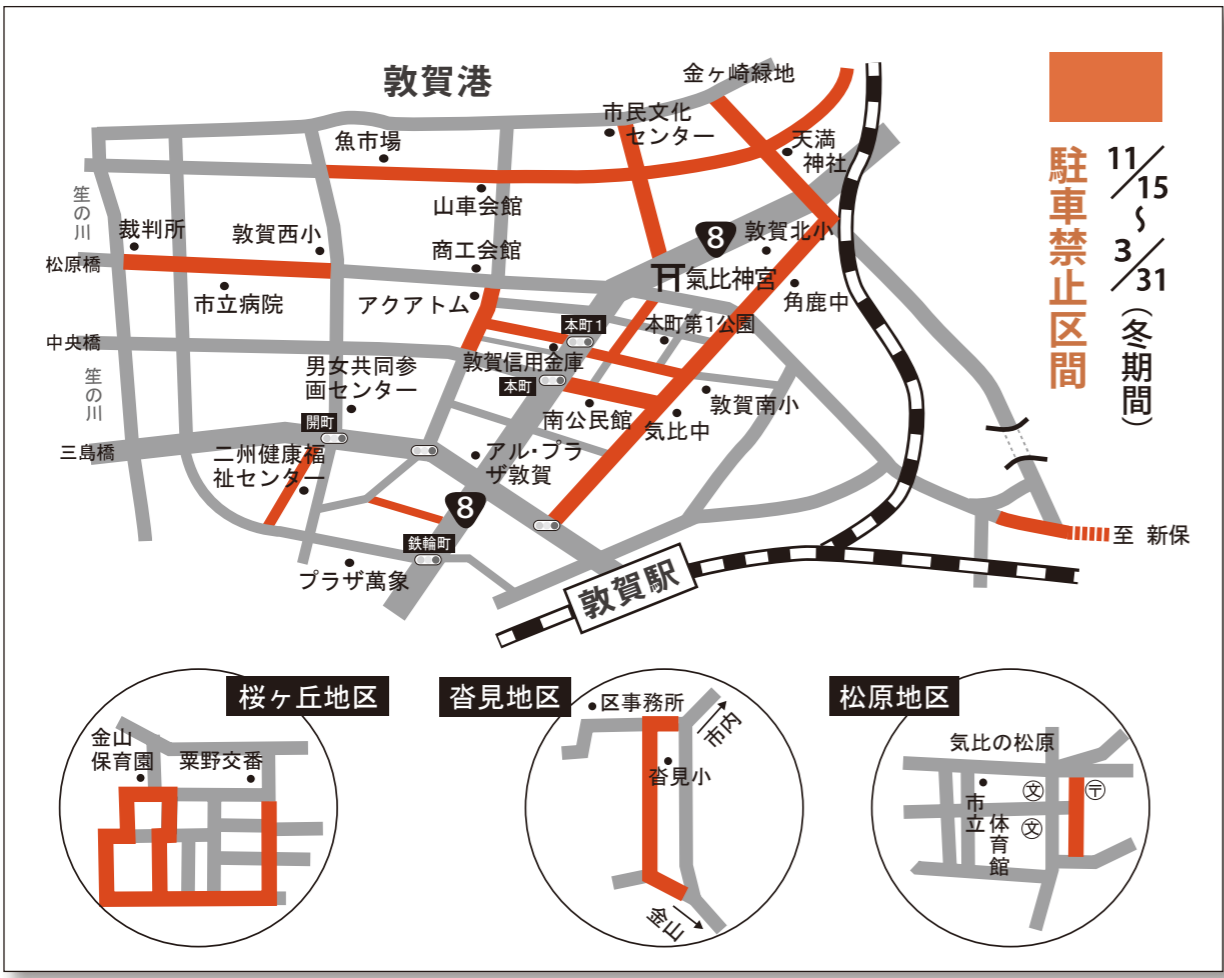 敦賀港
金ヶ崎緑地
市民文化
センター
魚市場
天満
神社
笙の川
山車会館
裁判所
敦賀西小
商工会館
8
敦賀北小
松原橋
氣比神宮
市立病院
アクアトム
角鹿中
本町1
本町第1公園
中央橋
男女共同参
画センター
敦賀信用金庫
本町
笙の川
敦賀南小
開町
南公民館
気比中
三島橋
二州健康福
祉センター
アル・プラ
ザ敦賀
8
鉄輪町
至 新保
プラザ萬象
敦賀駅
駐車禁止区間
11/15
~
3/31
(冬期間)
桜ヶ丘地区
金山
保育園
粟野交番
沓見地区
区事務所
市内
沓見小
金山
松原地区
気比の松原
市立
体育館
文
〒
文